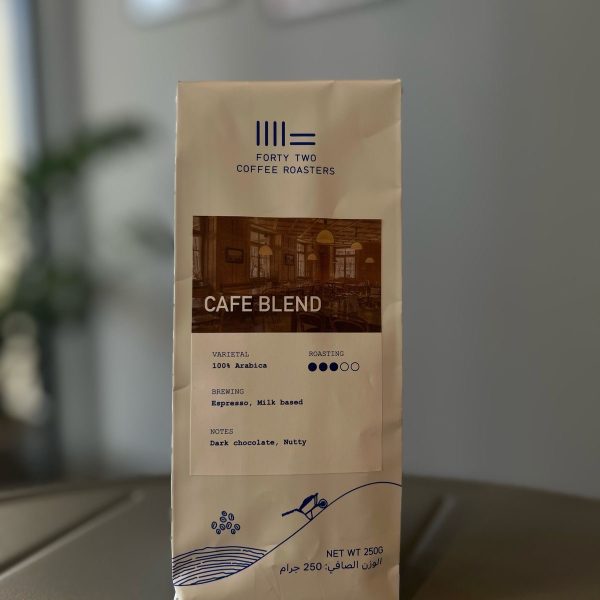 FORTY TWO
COFFEE ROASTERS
CAFE BLEND
VARIETAL
100% Arabica
ROASTING
BREWING
Espresso, Milk based
NOTES
Dark chocolate, Nutty
NET WT 250G
الوزن الصافي: 250 جرام